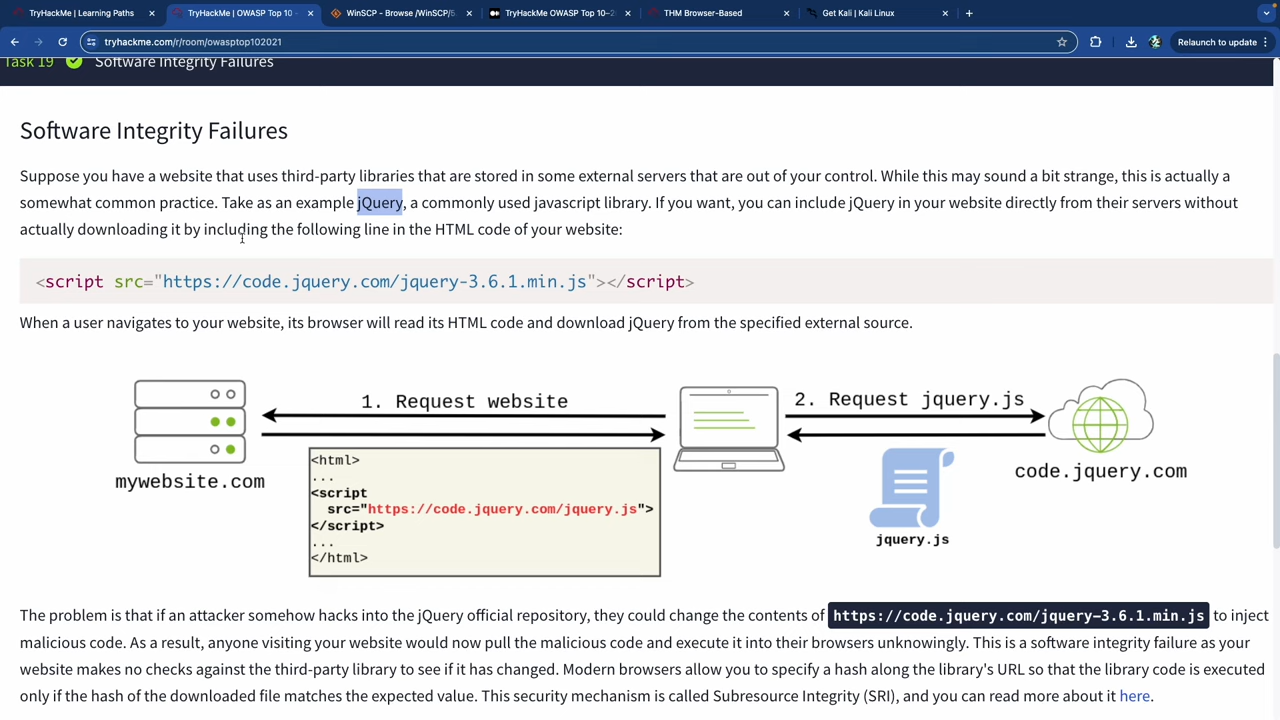 TryHackMe | Learning Paths
TryHackMe | OWASP Top 10 -
WinSCP - Browse /WinSCP/5.
TryHackMe OWASP Top 10–2
THM Browser-Based
Get Kali | Kali Linux
tryhackme.com/r/room/owasptop102021
Relaunch to update
Task 19 Software Integrity Failures
Software Integrity Failures
Suppose you have a website that uses third-party libraries that are stored in some external servers that are out of your control. While this may sound a bit strange, this is actually a
somewhat common practice. Take as an example jQuery, a commonly used javascript library. If you want, you can include jQuery in your website directly from their servers without
actually downloading it by including the following line in the HTML code of your website:
<script src="https://code.jquery.com/jquery-3.6.1.min.js"></script>
When a user navigates to your website, its browser will read its HTML code and download jQuery from the specified external source.
1. Request website
2. Request jquery.js
mywebsite.com
code.jquery.com
<html>
...
<script
src="https://code.jquery.com/jquery.js">
</script>
...
</html>
jquery.js
The problem is that if an attacker somehow hacks into the jQuery official repository, they could change the contents of https://code.jquery.com/jquery-3.6.1.min.js to inject
malicious code. As a result, anyone visiting your website would now pull the malicious code and execute it into their browsers unknowingly. This is a software integrity failure as your
website makes no checks against the third-party library to see if it has changed. Modern browsers allow you to specify a hash along the library's URL so that the library code is executed
only if the hash of the downloaded file matches the expected value. This security mechanism is called Subresource Integrity (SRI), and you can read more about it here.